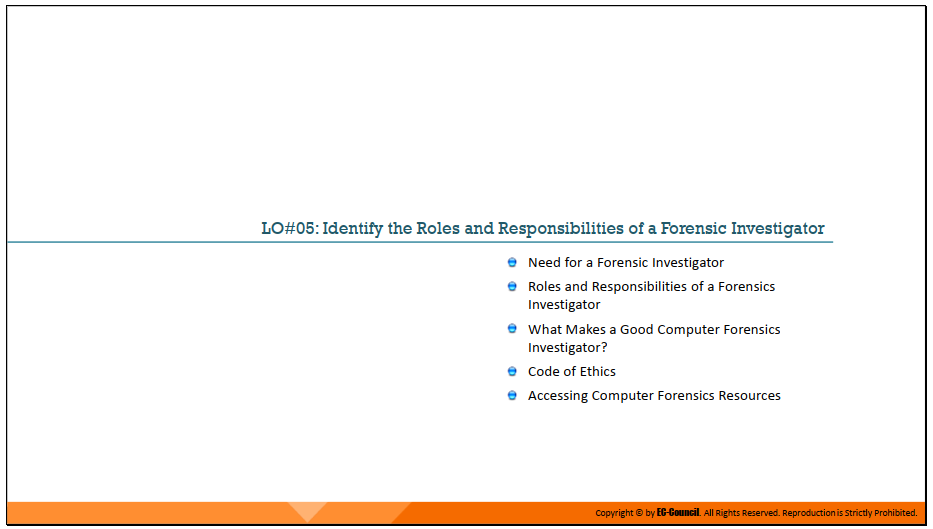 LO#05: Identify the Roles and Responsibilities of a Forensic Investigator
Need for a Forensic Investigator
Roles and Responsibilities of a Forensics
Investigator
What Makes a Good Computer Forensics
Investigator?
Code of Ethics
Accessing Computer Forensics Resources
Copyright © by EC-Council. All Rights Reserved. Reproduction is Strictly Prohibited.